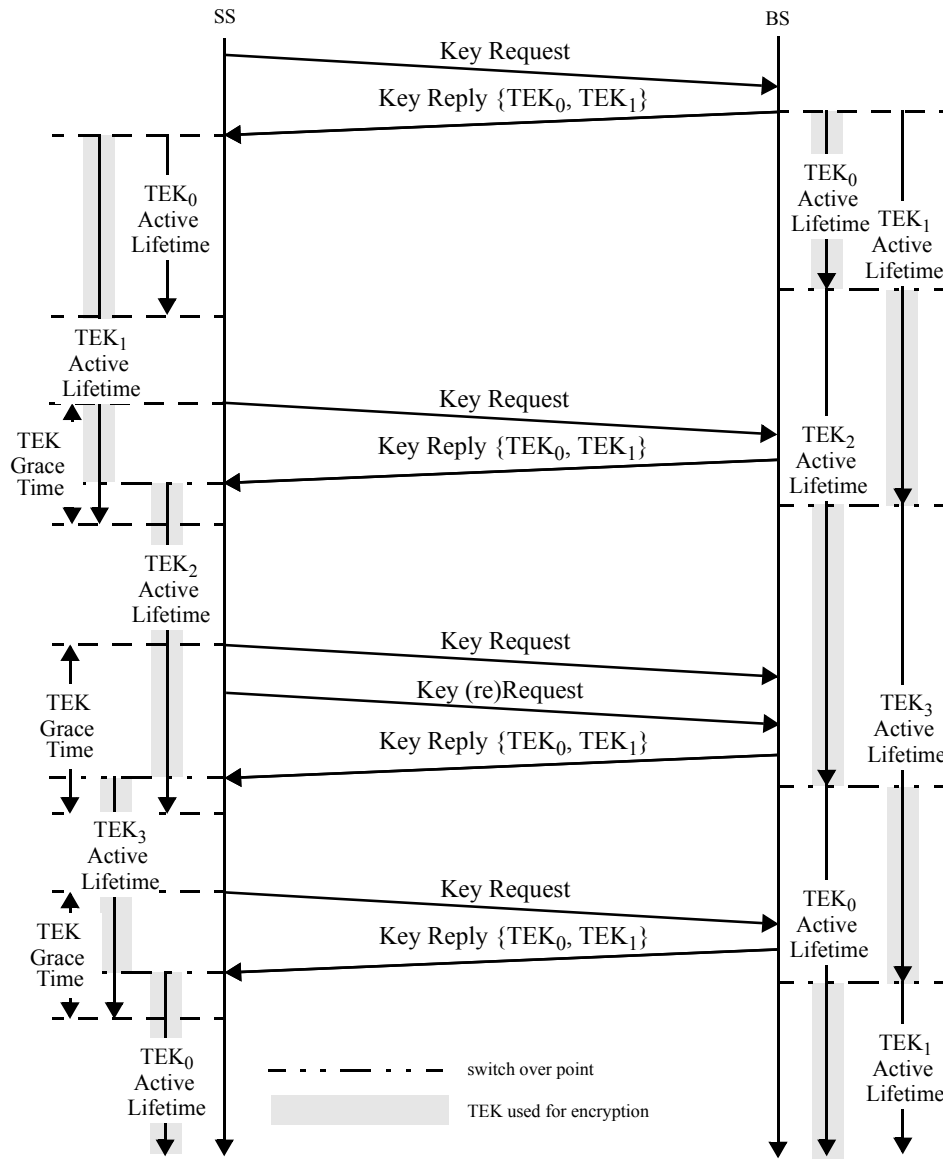 SS
BS
Key Request
Key Reply {TEK0, TEK1}
TEK0
Active
Lifetime
TEK0
Active
Lifetime
TEK1
Active
Lifetime
TEK1
Active
Lifetime
Key Request
Key Reply {TEK0, TEK1}
TEK
Grace
Time
TEK2
Active
Lifetime
TEK2
Active
Lifetime
Key Request
Key (re)Request
Key Reply {TEK0, TEK1}
TEK
Grace
Time
TEK3
Active
Lifetime
TEK3
Active
Lifetime
Key Request
Key Reply {TEK0, TEK1}
TEK
Grace
Time
TEK0
Active
Lifetime
TEK0
Active
Lifetime
TEK1
Active
Lifetime
switch over point
TEK used for encryption